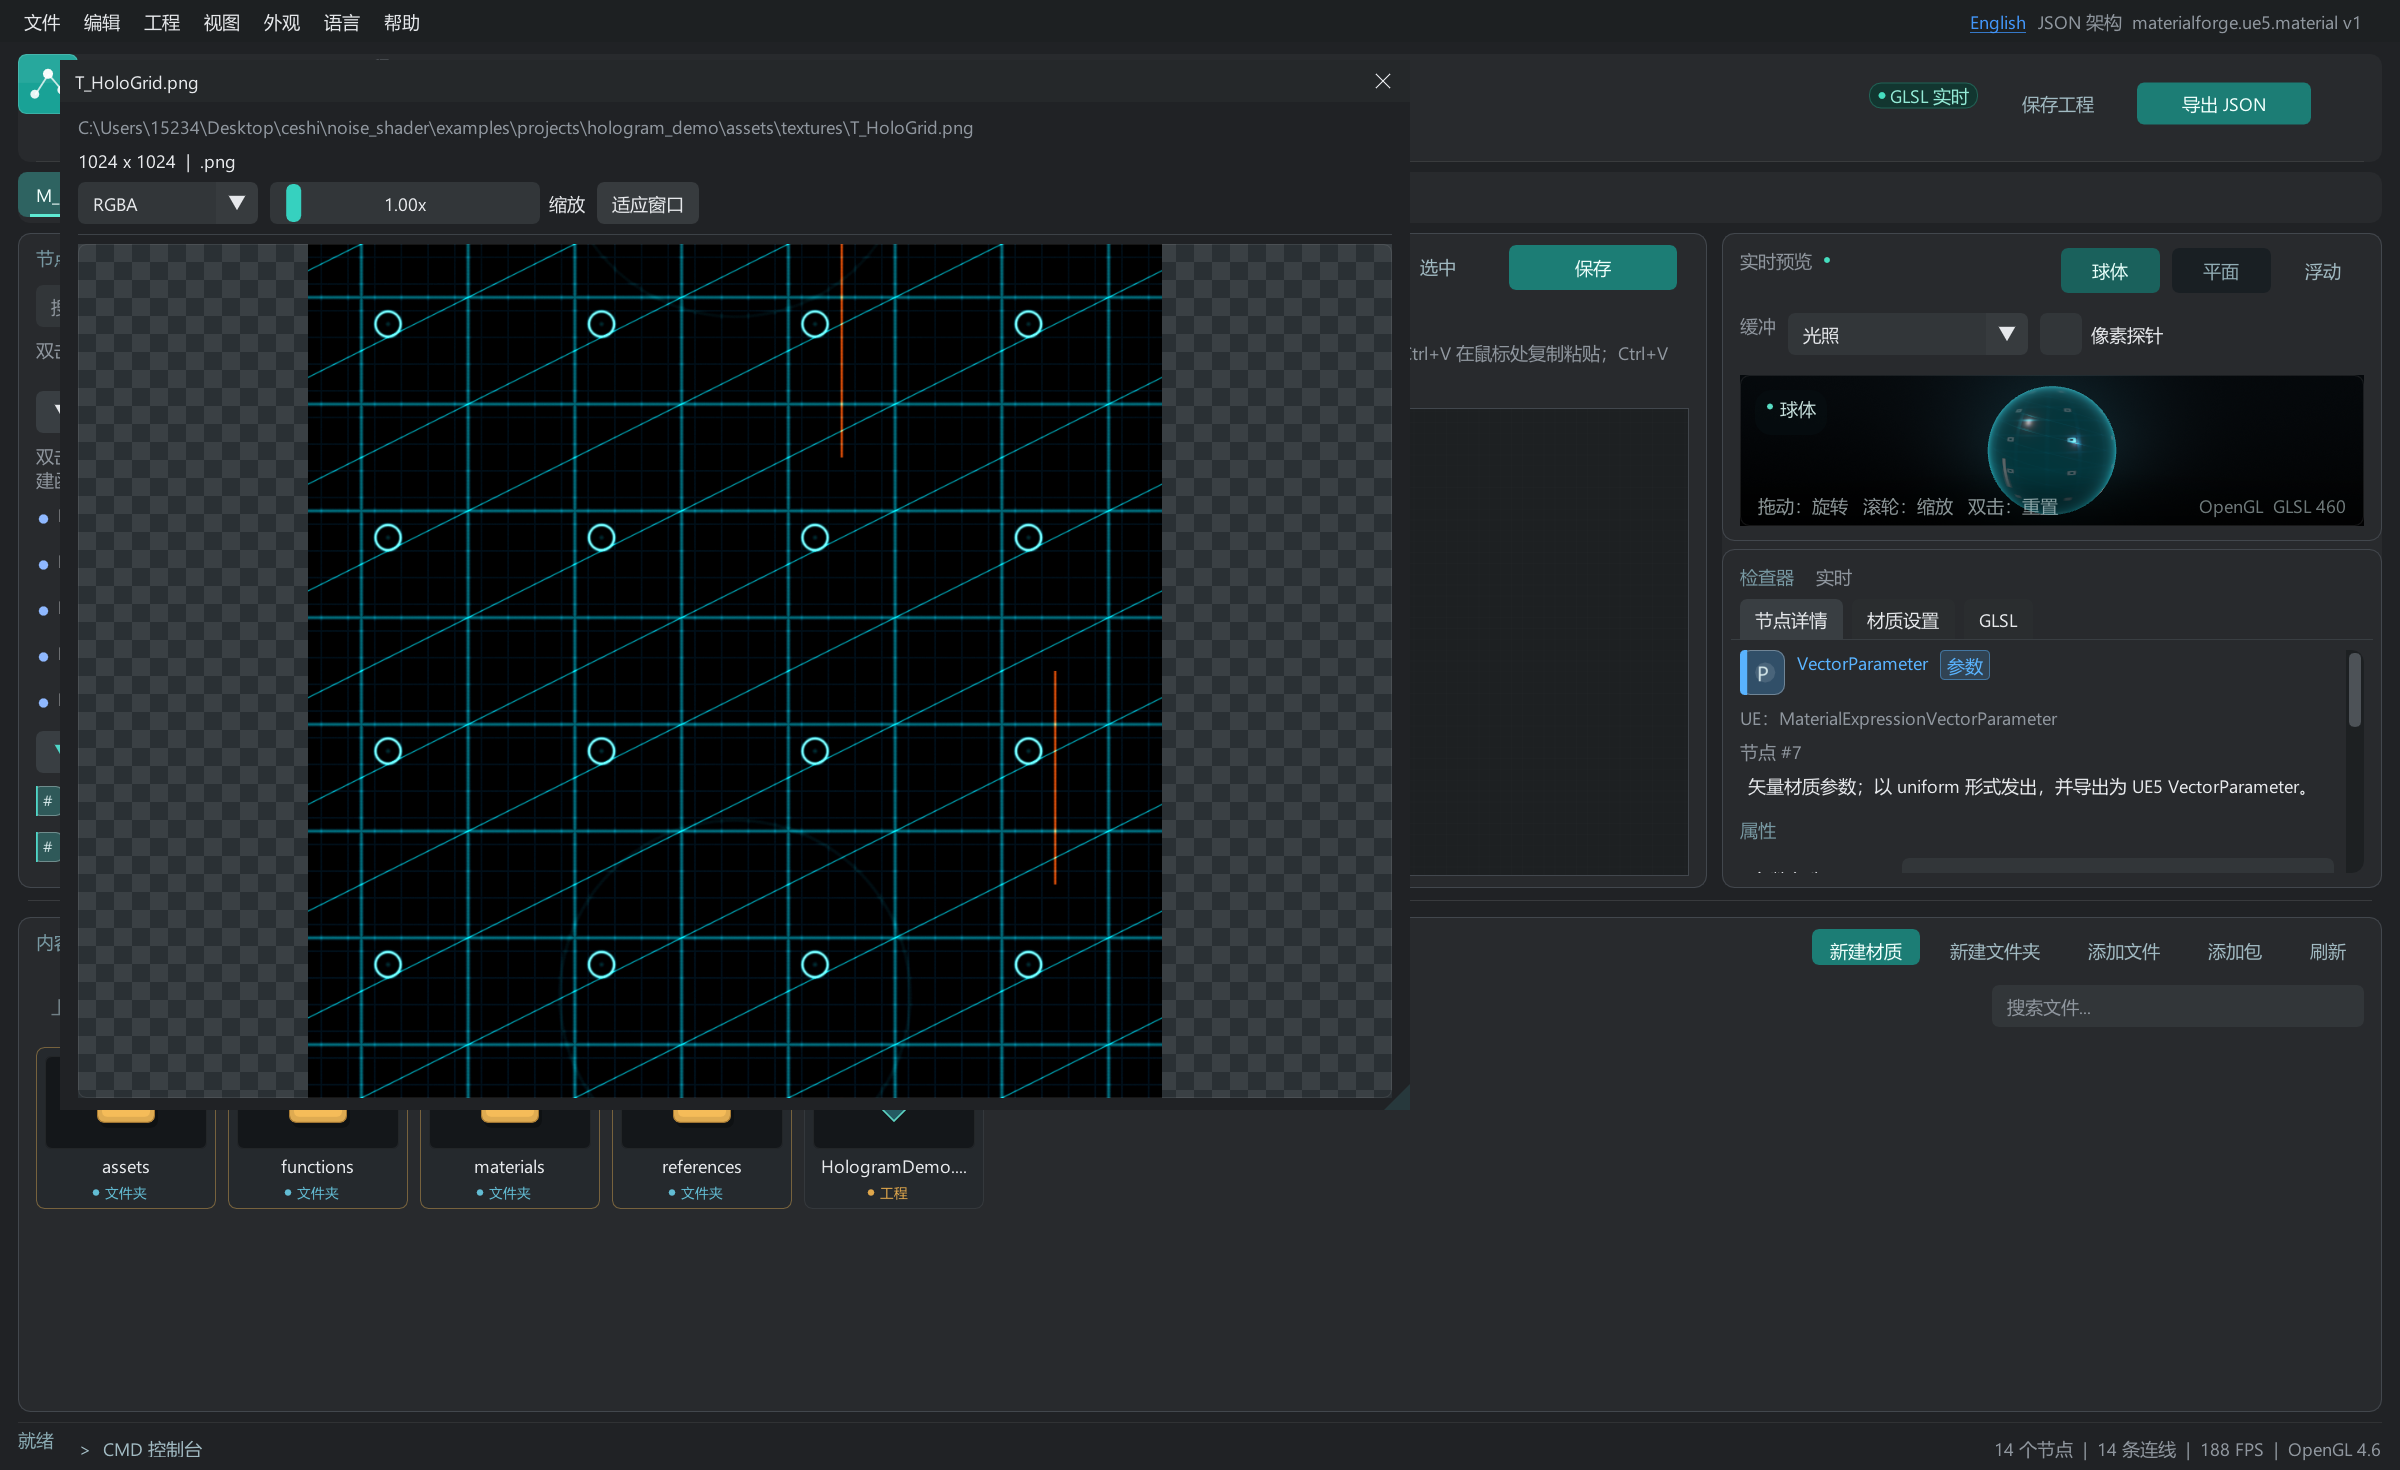 文件 编辑 工程 视图 外观 语言 帮助
English JSON 架构 materialforge.ue5.material v1
T_HoloGrid.png
GLSL 实时 保存工程 导出 JSON
C:\Users\15234\Desktop\ceshi\noise_shader\examples\projects\hologram_demo\assets\textures\T_HoloGrid.png
1024 x 1024 | .png
M_
RGBA 1.00x 缩放 适应窗口
选中 保存
Ctrl+V 在鼠标处复制粘贴；Ctrl+V
实时预览 球体 平面 浮动
缓冲 光照 像素探针
球体
拖动：旋转 滚轮：缩放 双击：重置 OpenGL GLSL 460
检查器 实时
节点详情 材质设置 GLSL
P VectorParameter 参数
UE：MaterialExpressionVectorParameter
节点 #7
矢量材质参数；以 uniform 形式发出，并导出为 UE5 VectorParameter。
属性
节
双
双
建
#
#
内
新建材质 新建文件夹 添加文件 添加包 刷新
搜索文件...
assets functions materials references HologramDemo....
文件夹 文件夹 文件夹 文件夹 工程
就绪 > CMD 控制台
14 个节点 | 14 条连线 | 188 FPS | OpenGL 4.6